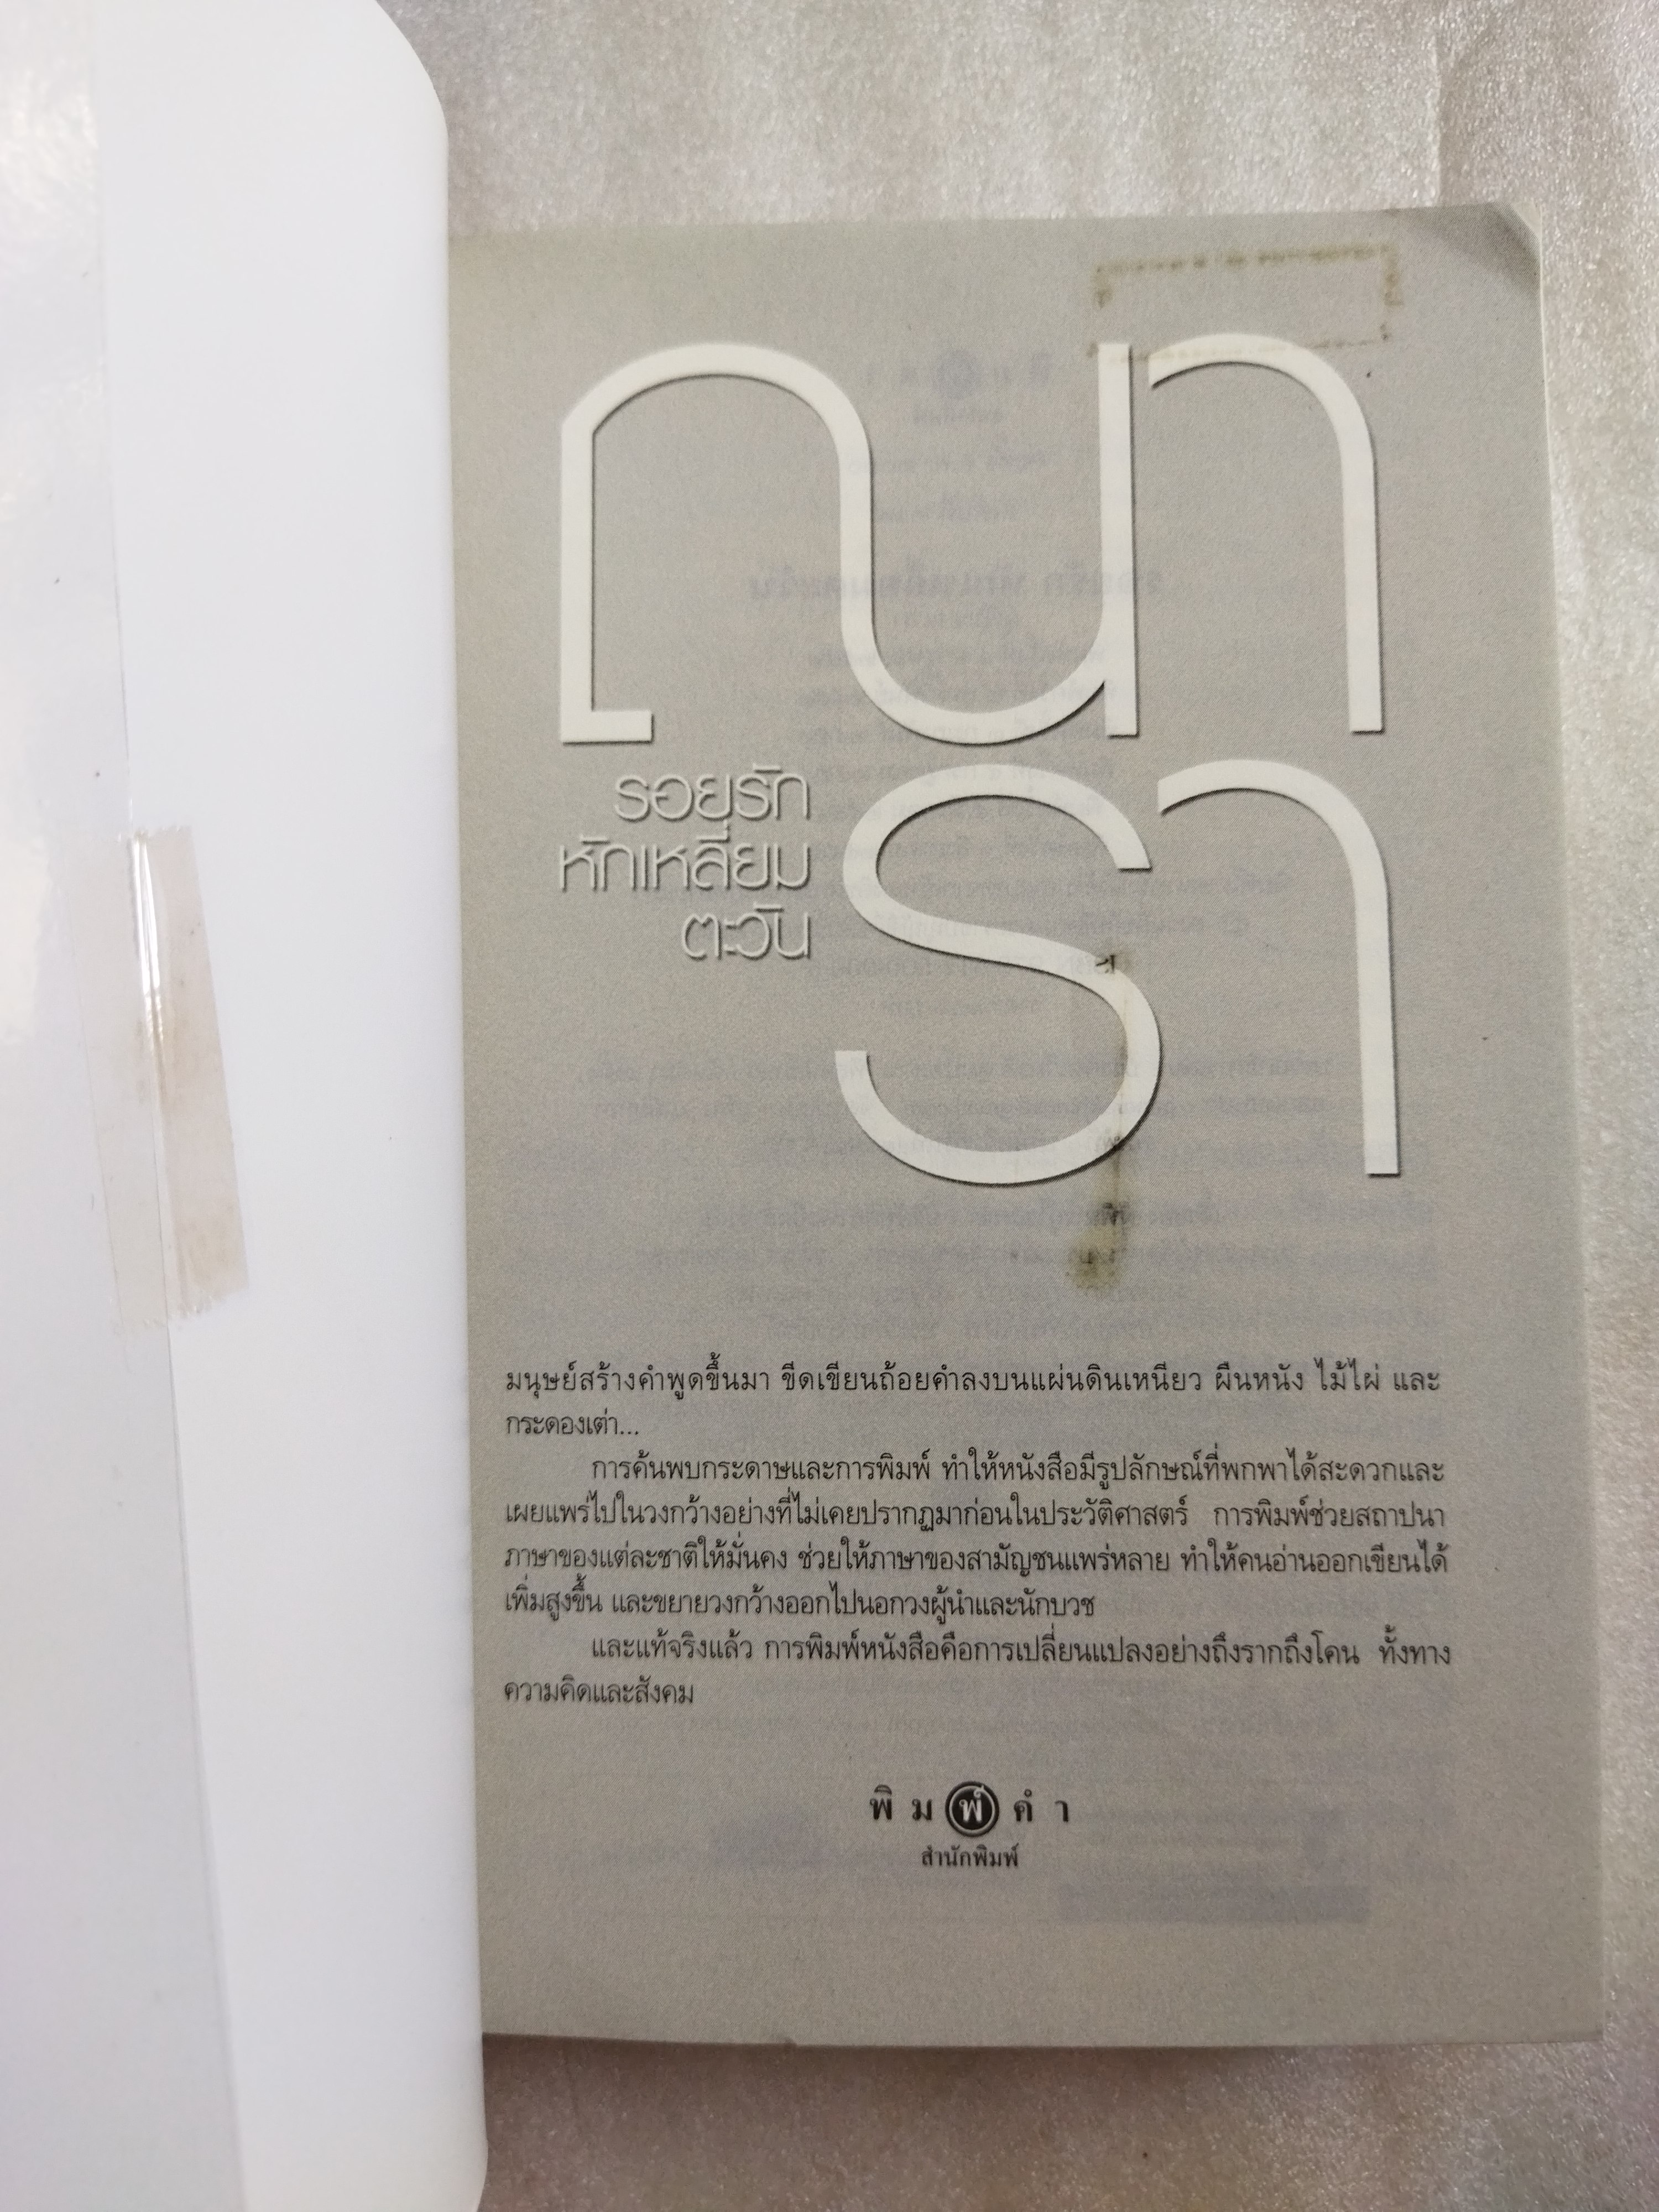 ณา
รา
รอยรัก
หักเหลี่ยม
ตะวัน
มนุษย์สร้างคำพูดขึ้นมา ขีดเขียนถ้อยคำลงบนแผ่นดินเหนียว ผืนหนัง ไม้ไผ่ และ
กระดองเต่า...
การค้นพบกระดาษและการพิมพ์ ทำให้หนังสือมีรูปลักษณ์ที่พกพาได้สะดวกและ
เผยแพร่ไปในวงกว้างอย่างที่ไม่เคยปรากฏมาก่อนในประวัติศาสตร์ การพิมพ์ช่วยสถาปนา
ภาษาของแต่ละชาติให้มั่นคง ช่วยให้ภาษาของสามัญชนแพร่หลาย ทำให้คนอ่านออกเขียนได้
เพิ่มสูงขึ้น และขยายวงกว้างออกไปนอกวงผู้นำและนักบวช
และแท้จริงแล้ว การพิมพ์หนังสือคือการเปลี่ยนแปลงอย่างถึงรากถึงโคน ทั้งทาง
ความคิดและสังคม
พิมพ์คำ
สำนักพิมพ์